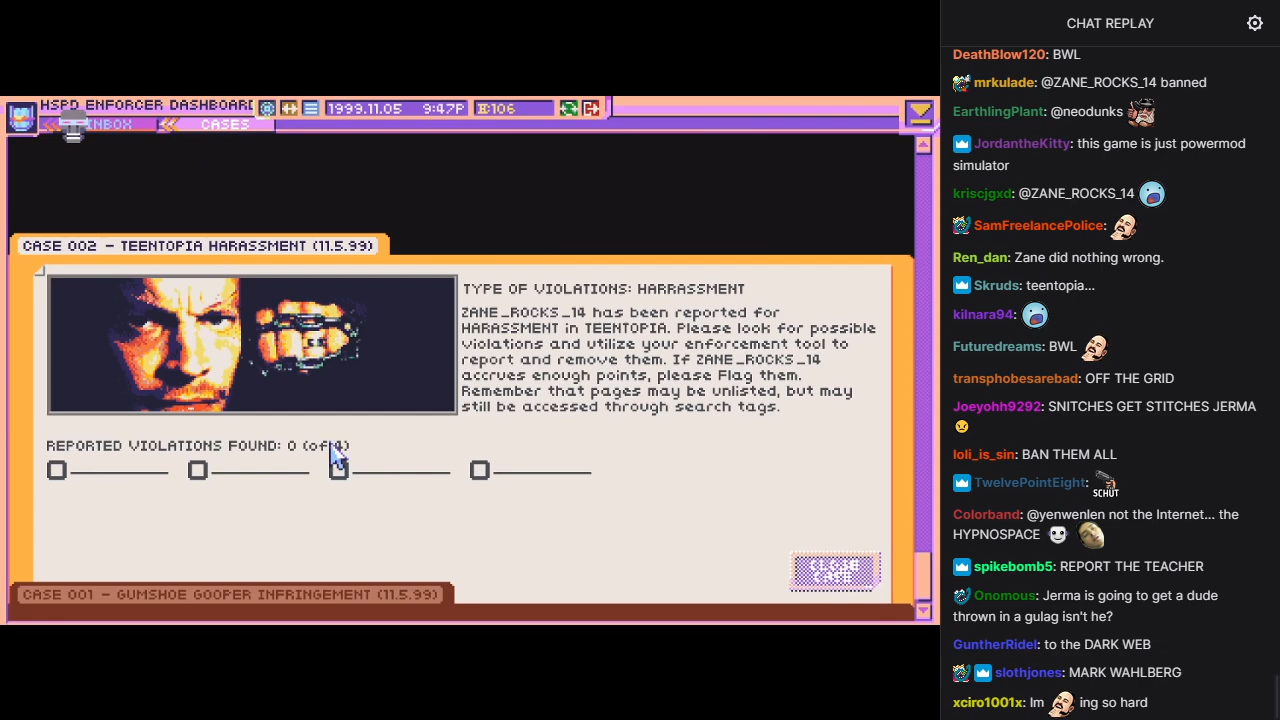 HSPD ENFORCER DASHBOARD
1999.11.05 9:47P
:106
INBOX
CASES
CASE 002 - TEENTOPIA HARASSMENT (11.5.99)
TYPE OF VIOLATIONS: HARRASSMENT
ZANE_ROCKS_14 has been reported for
HARASSMENT in TEENTOPIA. Please look for possible
violations and utilize your enforcement tool to
report and remove them. If ZANE_ROCKS_14
accrues enough points, please Flag them.
Remember that pages may be unlisted, but may
still be accessed through search tags.
REPORTED VIOLATIONS FOUND: 0 (of 4)
CLOSE
CASE
CASE 001 - GUMSHOE GOOPER INFRINGEMENT (11.5.99)
CHAT REPLAY
DeathBlow120: BWL
mrkulade: @ZANE_ROCKS_14 banned
EarthlingPlant: @neodunks
JordantheKitty: this game is just powermod
simulator
kriscjgxd: @ZANE_ROCKS_14
SamFreelancePolice:
Ren_dan: Zane did nothing wrong.
Skruds: teentopia...
kilnara94:
Futuredreams: BWL
transphobesarebad: OFF THE GRID
Joeyohh9292: SNITCHES GET STITCHES JERMA
loli_is_sin: BAN THEM ALL
TwelvePointEight:
SCHUT
Colorband: @yenwenlen not the Internet... the
HYPNOSPACE
spikebomb5: REPORT THE TEACHER
Onomous: Jerma is going to get a dude
thrown in a gulag isn't he?
GuntherRidel: to the DARK WEB
slothjones: MARK WAHLBERG
xciro1001x: Im ing so hard